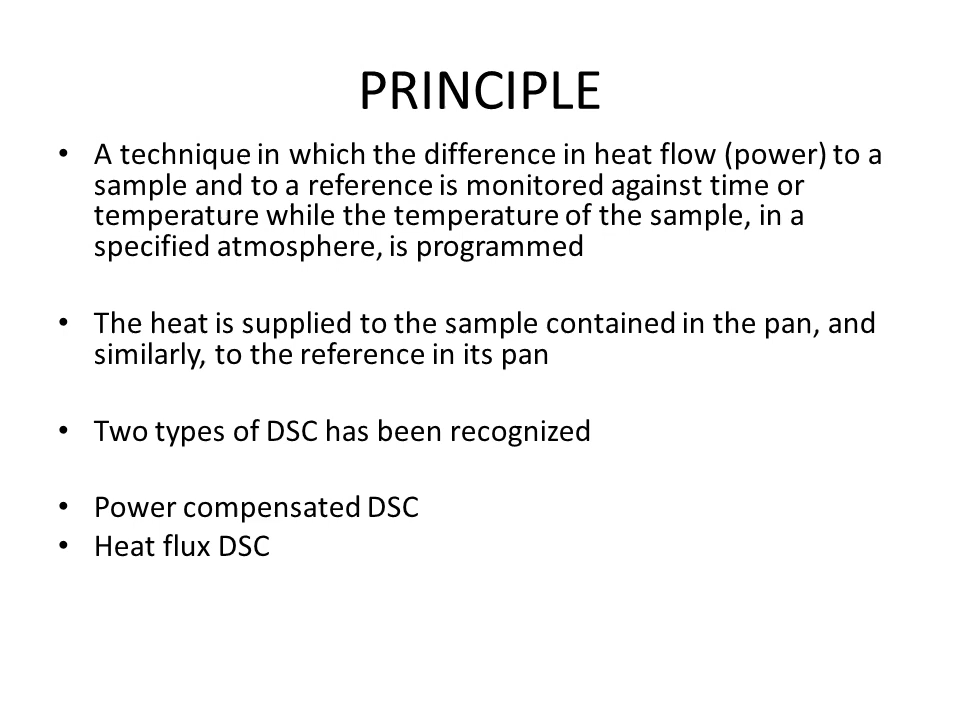 PRINCIPLE
• A technique in which the difference in heat flow (power) to a
sample and to a reference is monitored against time or
temperature while the temperature of the sample, in a
specified atmosphere, is programmed
• The heat is supplied to the sample contained in the pan, and
similarly, to the reference in its pan
• Two types of DSC has been recognized
• Power compensated DSC
• Heat flux DSC